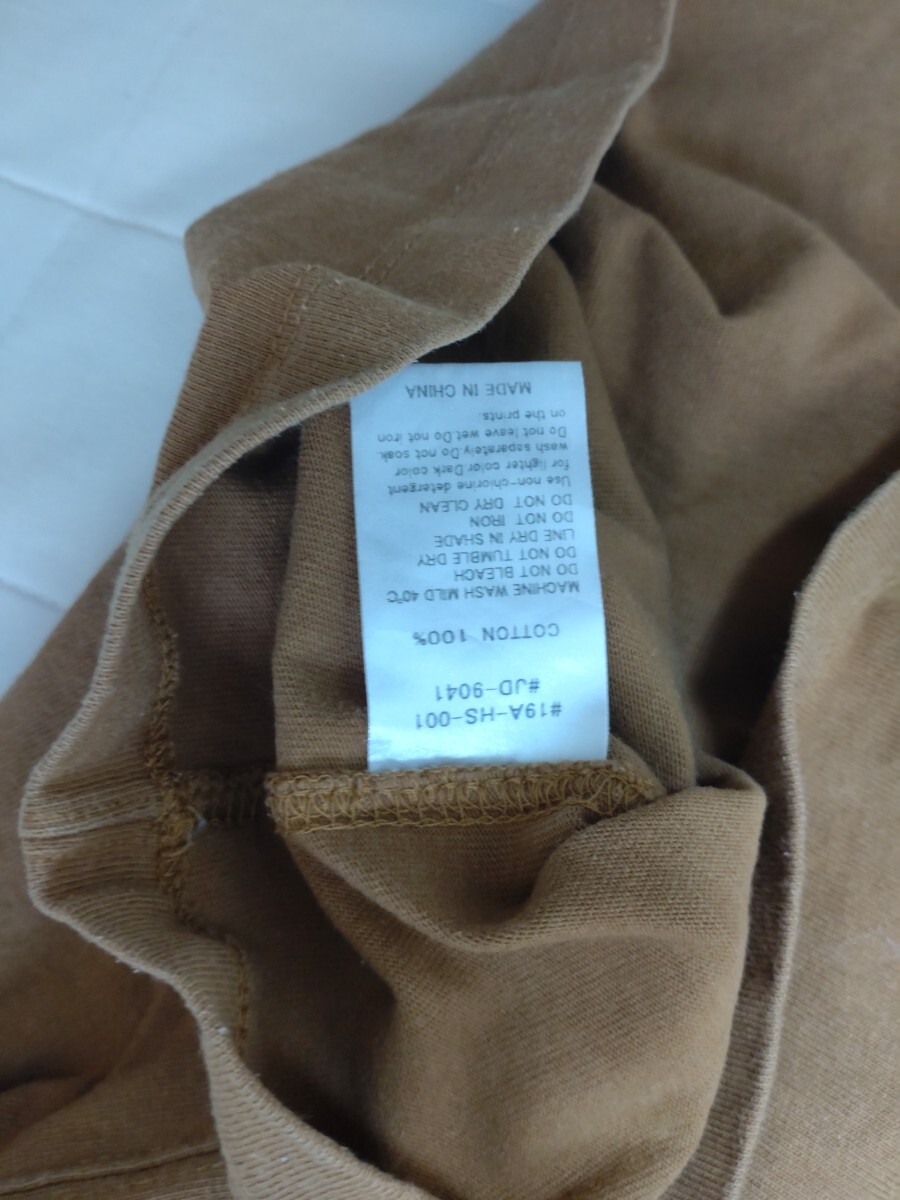 #19A-HS-001
#JD-9041
COTTON 100%
MACHINE WASH MILD 40°C
DO NOT BLEACH
DO NOT TUMBLE DRY
LINE DRY IN SHADE
DO NOT IRON
DO NOT DRY CLEAN
Use non-chlorine detergent
for lighter color.Dark color
wash separately.Do not soak.
Do not leave wet.Do not iron
on the prints.
MADE IN CHINA